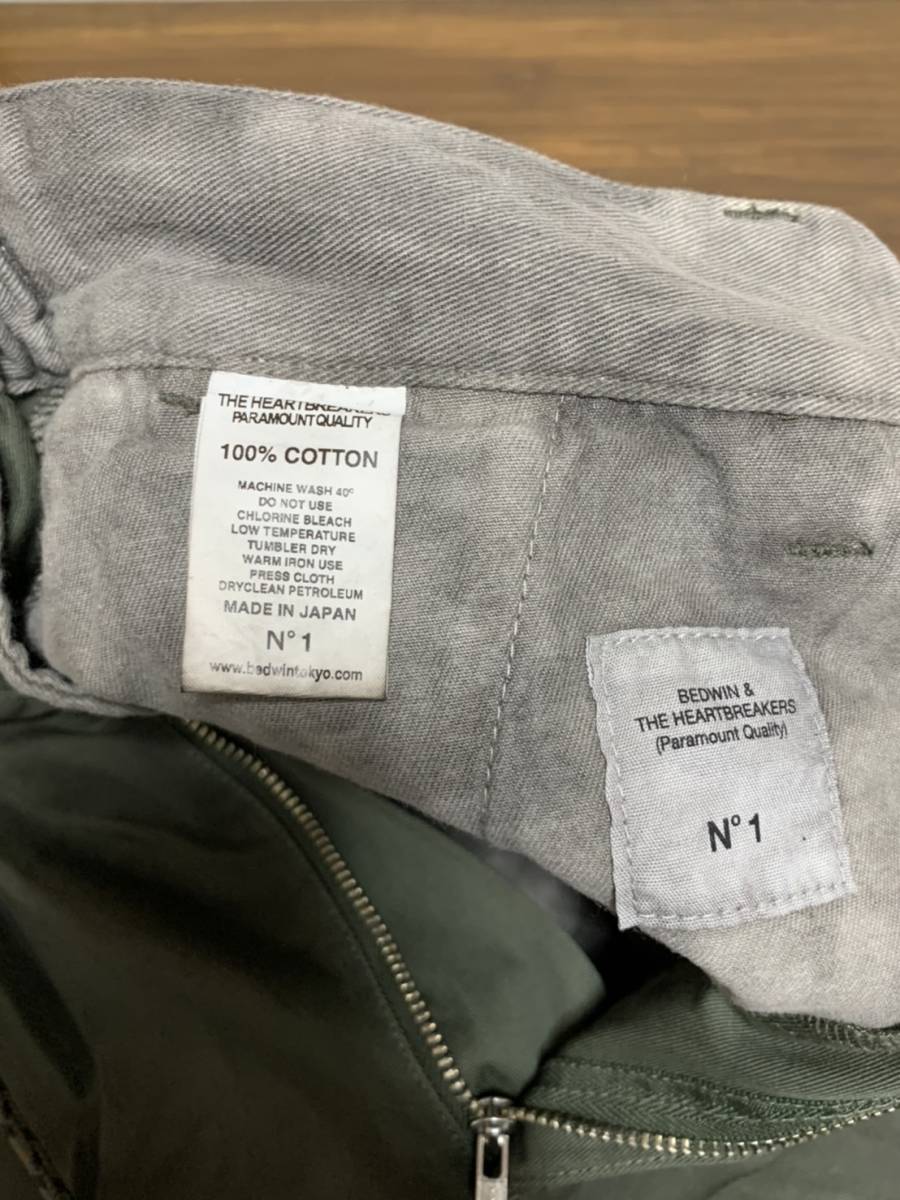 THE HEARTBREAKERS
PARAMOUNT QUALITY
100% COTTON
MACHINE WASH 40°
DO NOT USE
CHLORINE BLEACH
LOW TEMPERATURE
TUMBLER DRY
WARM IRON USE
PRESS CLOTH
DRYCLEAN PETROLEUM
MADE IN JAPAN
N° 1
www.bedwintokyo.com
BEDWIN &
THE HEARTBREAKERS
(Paramount Quality)
N° 1